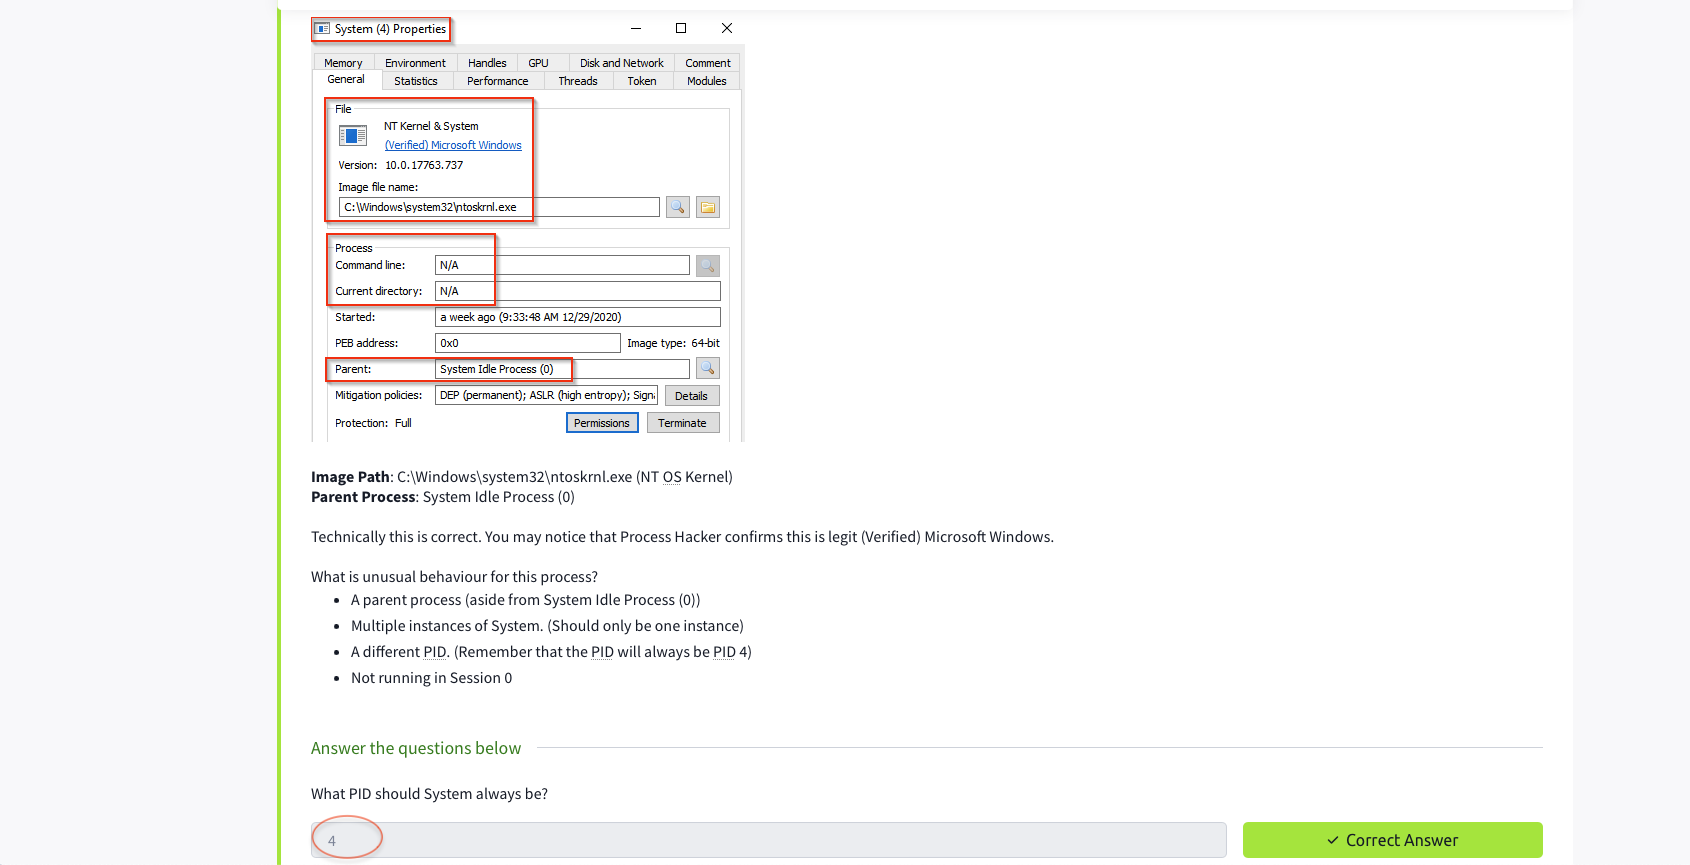 System (4) Properties
Memory Environment Handles GPU Disk and Network Comment
General Statistics Performance Threads Token Modules
File
NT Kernel & System
(Verified) Microsoft Windows
Version: 10.0.17763.737
Image file name:
C:\Windows\system32\ntoskrnl.exe
Process
Command line: N/A
Current directory: N/A
Started: a week ago (9:33:48 AM 12/29/2020)
PEB address: 0x0 Image type: 64-bit
Parent: System Idle Process (0)
Mitigation policies: DEP (permanent); ASLR (high entropy); Sign Details
Protection: Full Permissions Terminate
Image Path: C:\Windows\system32\ntoskrnl.exe (NT OS Kernel)
Parent Process: System Idle Process (0)
Technically this is correct. You may notice that Process Hacker confirms this is legit (Verified) Microsoft Windows.
What is unusual behaviour for this process?
• A parent process (aside from System Idle Process (0))
• Multiple instances of System. (Should only be one instance)
• A different PID. (Remember that the PID will always be PID 4)
• Not running in Session 0
Answer the questions below
What PID should System always be?
4 ✓ Correct Answer